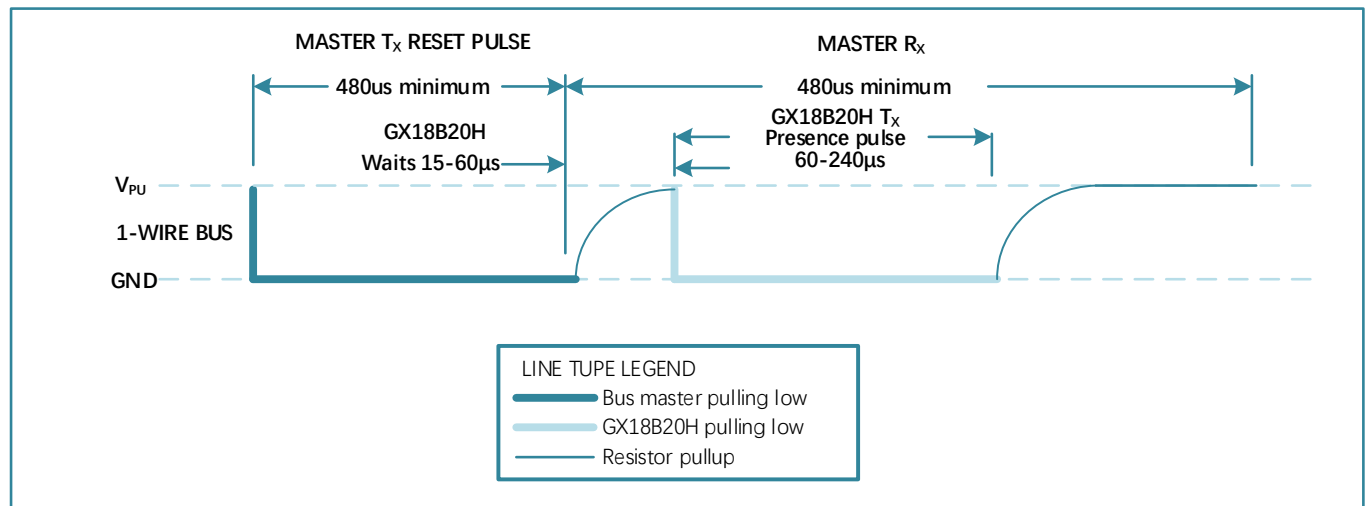 MASTER TX RESET PULSE
MASTER RX
480us minimum
480us minimum
GX18B20H
Waits 15-60μs
GX18B20H TX
Presence pulse
60-240μs
VPU
1-WIRE BUS
GND
LINE TUPE LEGEND
Bus master pulling low
GX18B20H pulling low
Resistor pullup